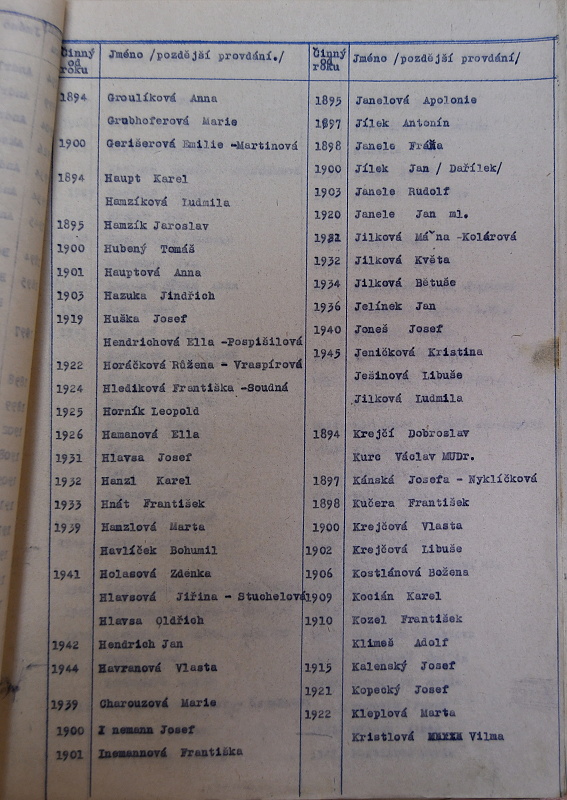 Činný od roku Jméno /pozdější provdání./
1894 Groulíková Anna
Grubhoferová Marie
1900 Gerišerová Emilie -Martinová
1894 Haupt Karel
Hamzíková Ludmila
1895 Hamzík Jaroslav
1900 Hubený Tomáš
1901 Hauptová Anna
1903 Hazuka Jindřich
1919 Huška Josef
Hendrichová Ella -Pospíšilová
1922 Horáčková Růžena - Vraspírová
1924 Hledíková Františka -Soudná
1925 Horník Leopold
1926 Hamanová Ella
1931 Hlavsa Josef
1932 Hanzl Karel
1933 Hnát František
1939 Hanzlová Marta
Havlíček Bohumil
1941 Holasová Zdenka
Hlavsová Jiřina - Stuchelová
Hlavsa Oldřich
1942 Hendrich Jan
1944 Havranová Vlasta
1939 Charouzová Marie
1900 I nemann Josef
1901 Inemannová Františka
Činný od roku Jméno /pozdější provdání/
1895 Janelová Apolonie
1897 Jílek Antonín
1898 Janele Fráňa
1900 Jílek Jan / Dařílek/
1903 Janele Rudolf
1920 Janele Jan ml.
1931 Jílková Mářna -Kolárová
1932 Jílková Květa
1934 Jílková Bětuše
1936 Jelínek Jan
1940 Joneš Josef
1945 Jeníčková Kristina
Ješinová Libuše
Jílková Ludmila
1894 Krejčí Dobroslav
Kurc Václav MUDr.
1897 Kánská Josefa - Nyklíčková
1898 Kučera František
1900 Krejčová Vlasta
1902 Krejčová Libuše
1906 Kostlánová Božena
1909 Kocián Karel
1910 Kozel František
Klimeš Adolf
1915 Kalenský Josef
1921 Kopecký Josef
1922 Kleplová Marta
Kristlová Vilma